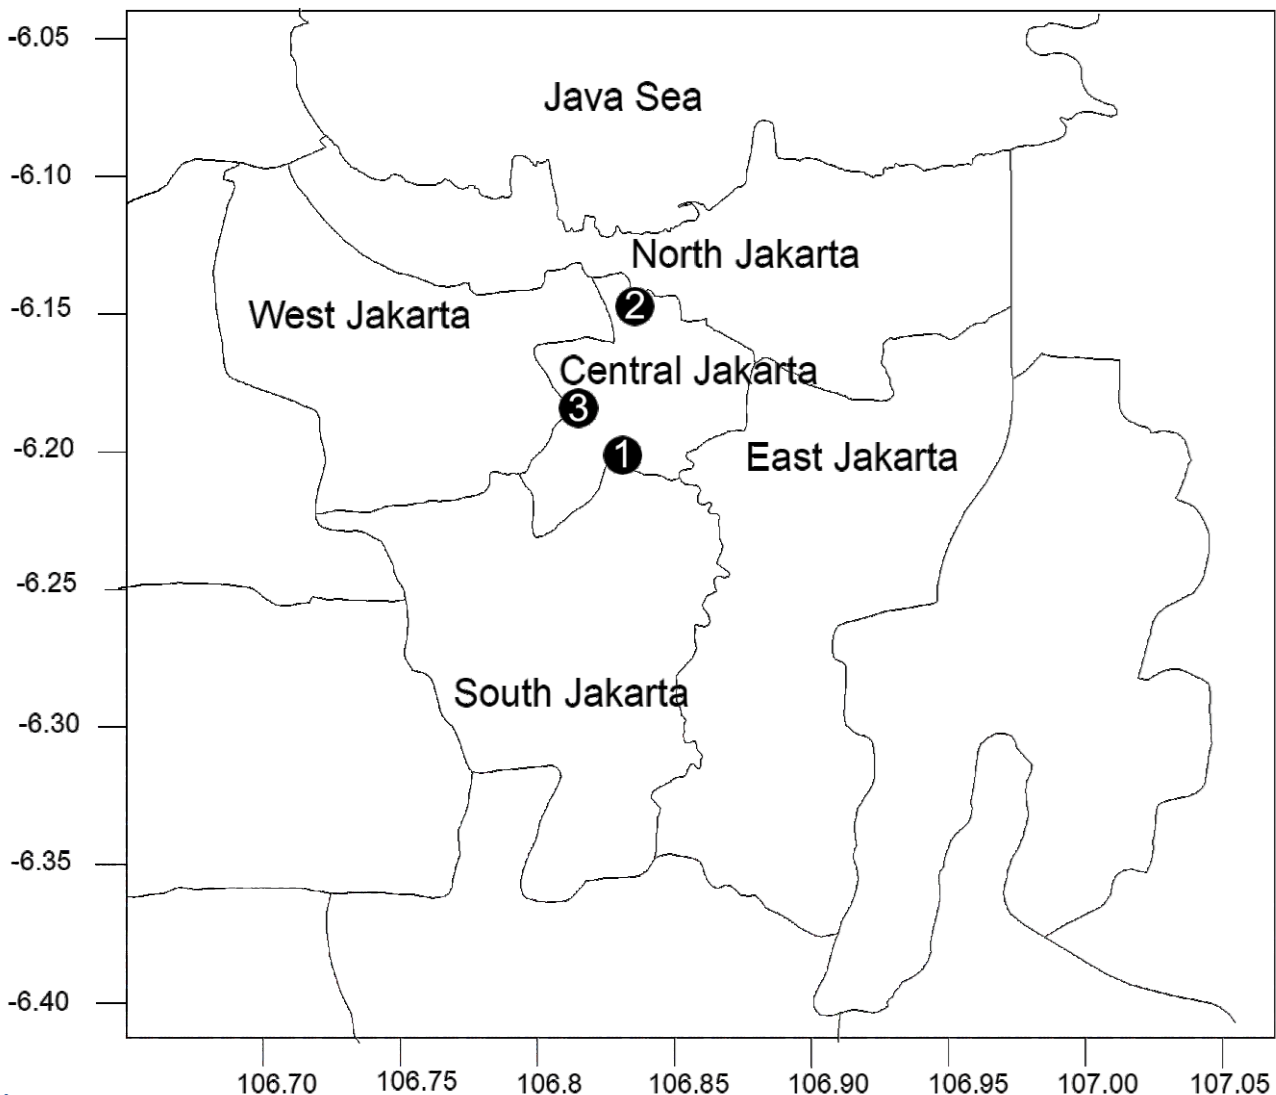 -6.05
Java Sea
-6.10
North Jakarta
-6.15
West Jakarta
2
Central Jakarta
3
-6.20
1
East Jakarta
-6.25
South Jakarta
-6.30
-6.35
-6.40
106.70 106.75 106.8 106.85 106.90 106.95 107.00 107.05